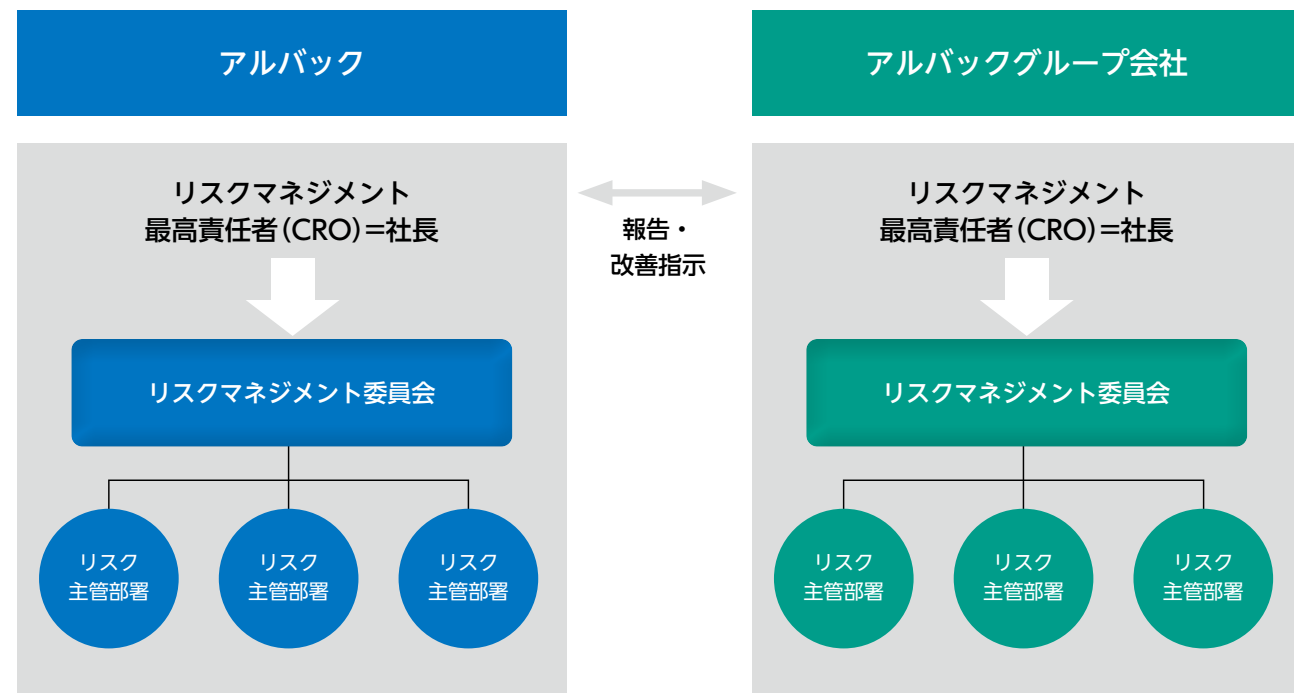 アルバック
アルバックグループ会社
リスクマネジメント
最高責任者(CRO)=社長
報告・
改善指示
リスクマネジメント
最高責任者(CRO)=社長
リスクマネジメント委員会
リスクマネジメント委員会
リスク
主管部署
リスク
主管部署
リスク
主管部署
リスク
主管部署
リスク
主管部署
リスク
主管部署